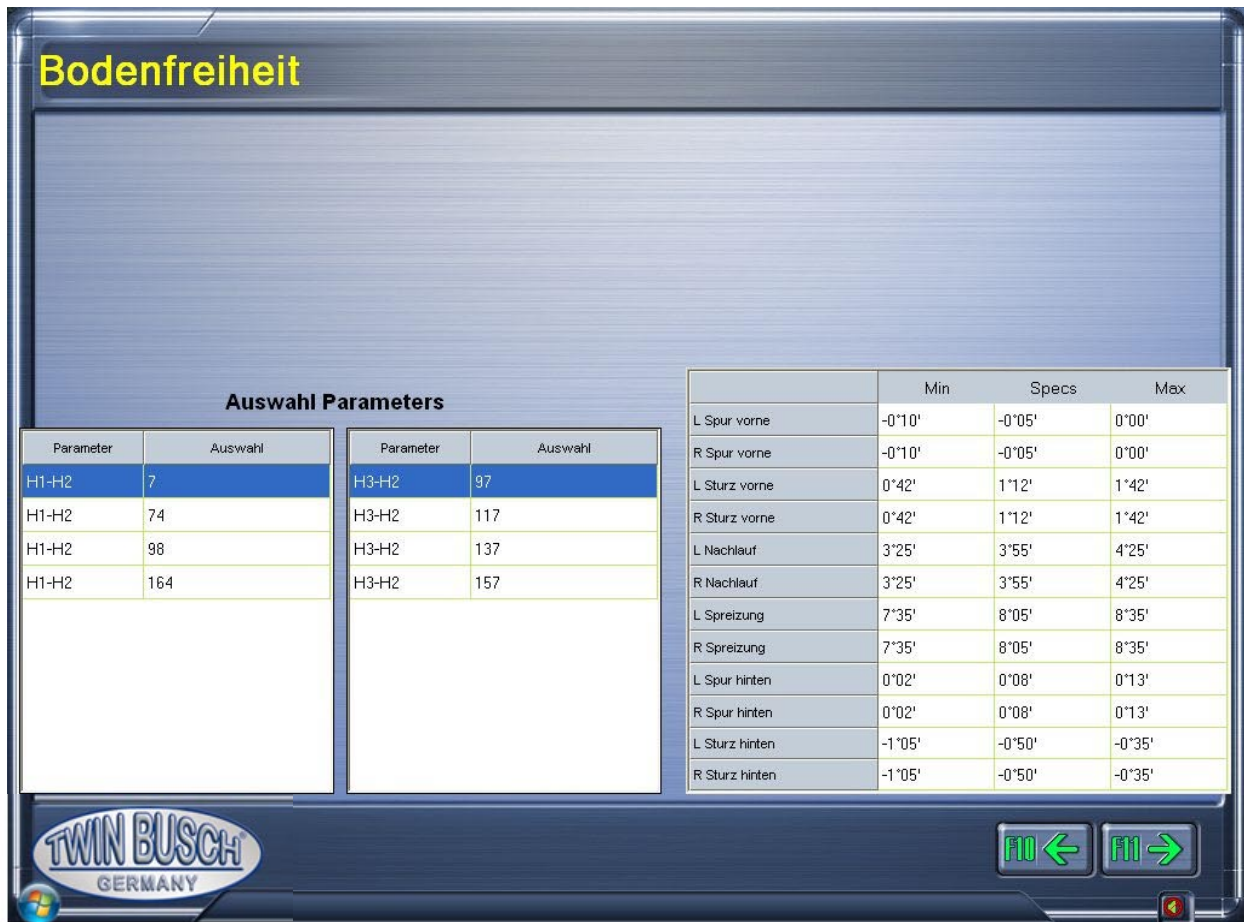 Bodenfreiheit
Auswahl Parameters
Parameter Auswahl
H1-H2 7
H1-H2 74
H1-H2 98
H1-H2 164
Parameter Auswahl
H3-H2 97
H3-H2 117
H3-H2 137
H3-H2 157
Min Specs Max
L Spur vorne -0°10' -0°05' 0°00'
R Spur vorne -0°10' -0°05' 0°00'
L Sturz vorne 0°42' 1°12' 1°42'
R Sturz vorne 0°42' 1°12' 1°42'
L Nachlauf 3°25' 3°55' 4°25'
R Nachlauf 3°25' 3°55' 4°25'
L Spreizung 7°35' 8°05' 8°35'
R Spreizung 7°35' 8°05' 8°35'
L Spur hinten 0°02' 0°08' 0°13'
R Spur hinten 0°02' 0°08' 0°13'
L Sturz hinten -1°05' -0°50' -0°35'
R Sturz hinten -1°05' -0°50' -0°35'
TWIN BUSCH®
GERMANY
F10 F11